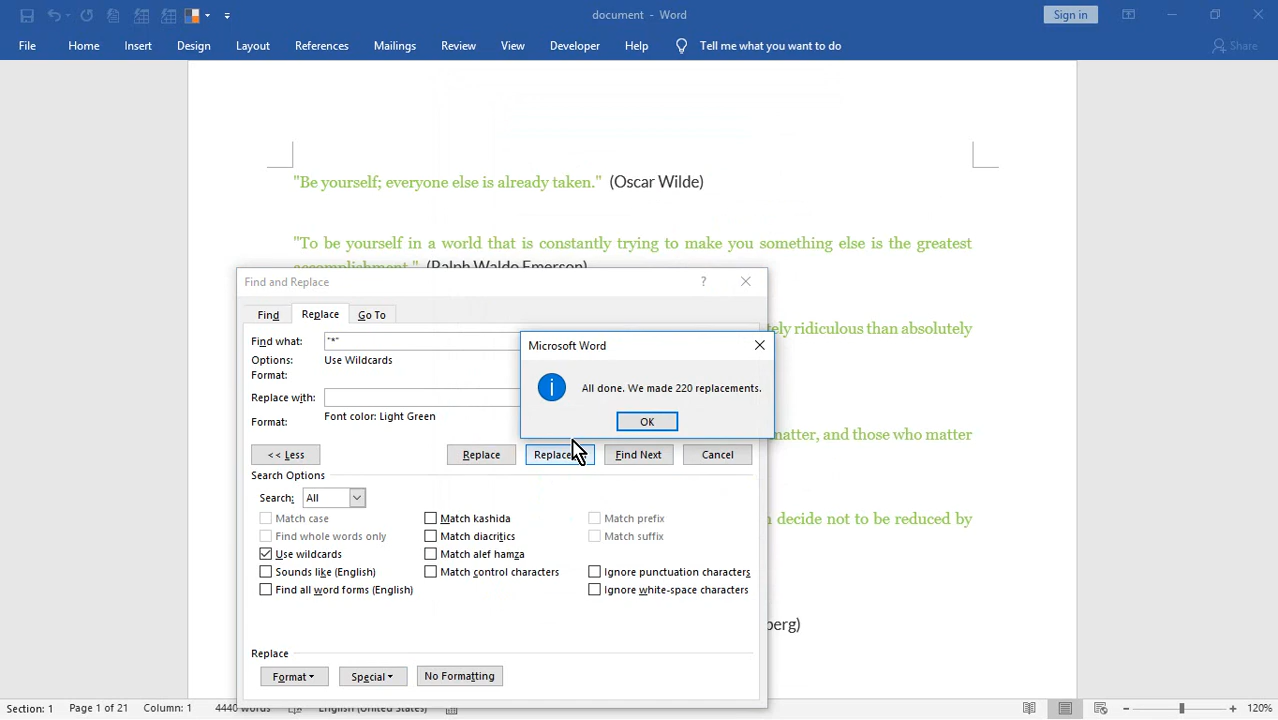 document - Word
Sign in
File Home Insert Design Layout References Mailings Review View Developer Help Tell me what you want to do Share
"Be yourself; everyone else is already taken." (Oscar Wilde)
"To be yourself in a world that is constantly trying to make you something else is the greatest
accomplishment." (Ralph Waldo Emerson)
ridiculous than absolutely
matter, and those who matter
decide not to be reduced by
Find and Replace
?
Find Replace Go To
Find what: "*"
Options: Use Wildcards
Format:
Replace with:
Format: Font color: Light Green
Microsoft Word
i
All done. We made 220 replacements.
OK
<< Less Replace Replace Find Next Cancel
Search Options
Search: All
Match case
Find whole words only
Use wildcards
Sounds like (English)
Find all word forms (English)
Match kashida
Match diacritics
Match alef hamza
Match control characters
Match prefix
Match suffix
Ignore punctuation characters
Ignore white-space characters
Replace
Format Special No Formatting
Section: 1 Page 1 of 21 Column: 1 4440 words English (United States) 120%